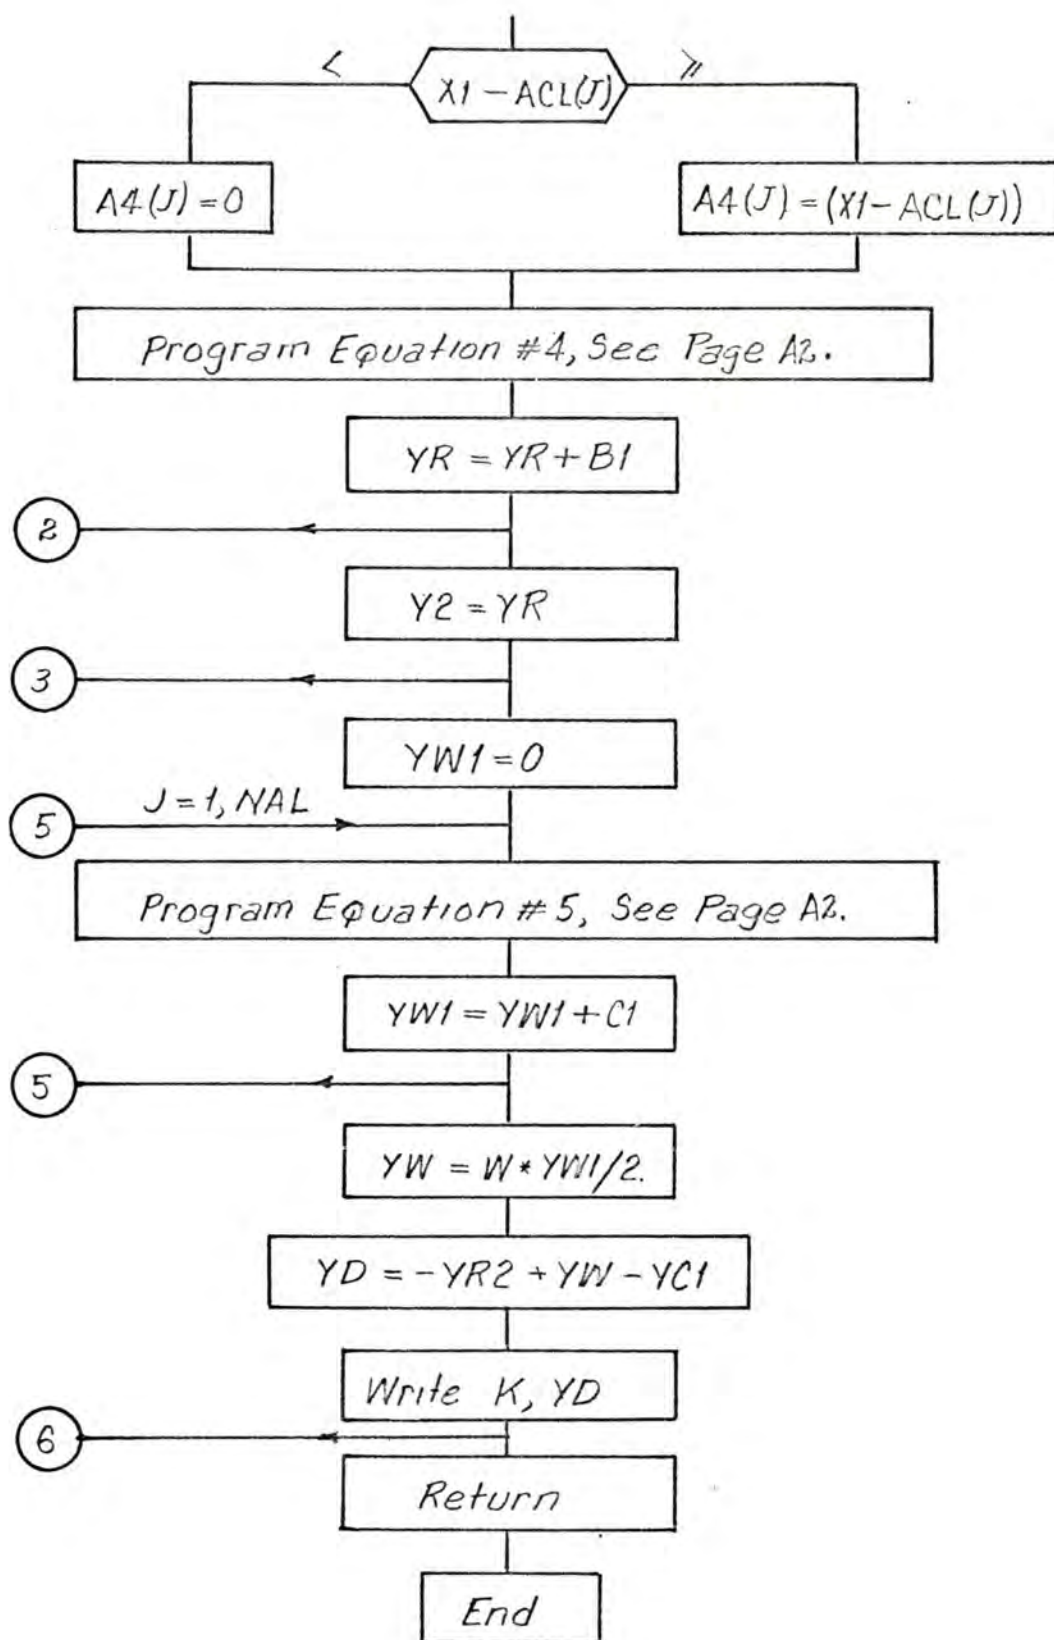 <
X1 - ACL(J)
≥
A4(J) = 0
A4(J) = (X1 - ACL(J))
Program Equation #4, See Page A2.
YR = YR + B1
2
Y2 = YR
3
YW1 = 0
5
J = 1, NAL
Program Equation #5, See Page A2.
YW1 = YW1 + C1
5
YW = W * YW1/2.
YD = -YR2 + YW - YC1
Write K, YD
6
Return
End